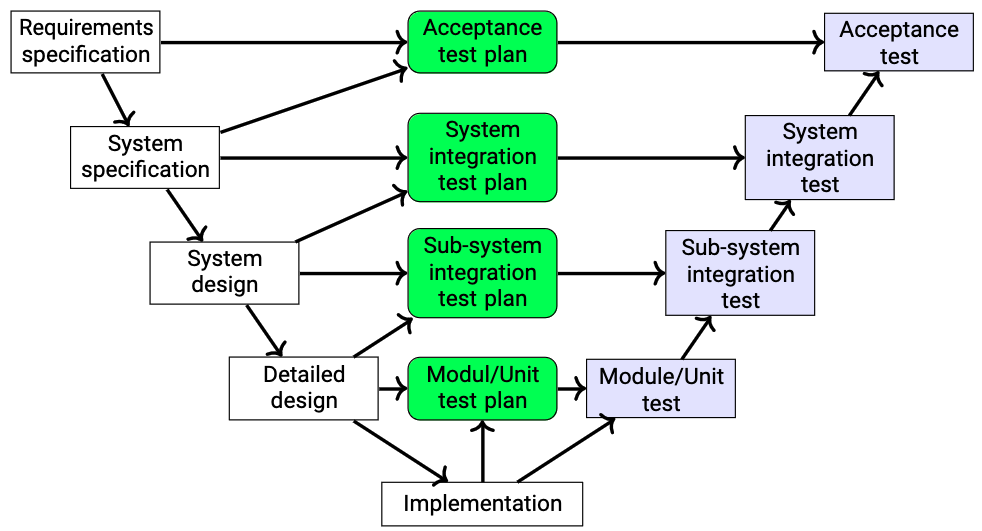 Requirements
specification
Acceptance
test plan
Acceptance
test
System
specification
System
integration
test plan
System
integration
test
System
design
Sub-system
integration
test plan
Sub-system
integration
test
Detailed
design
Modul/Unit
test plan
Module/Unit
test
Implementation